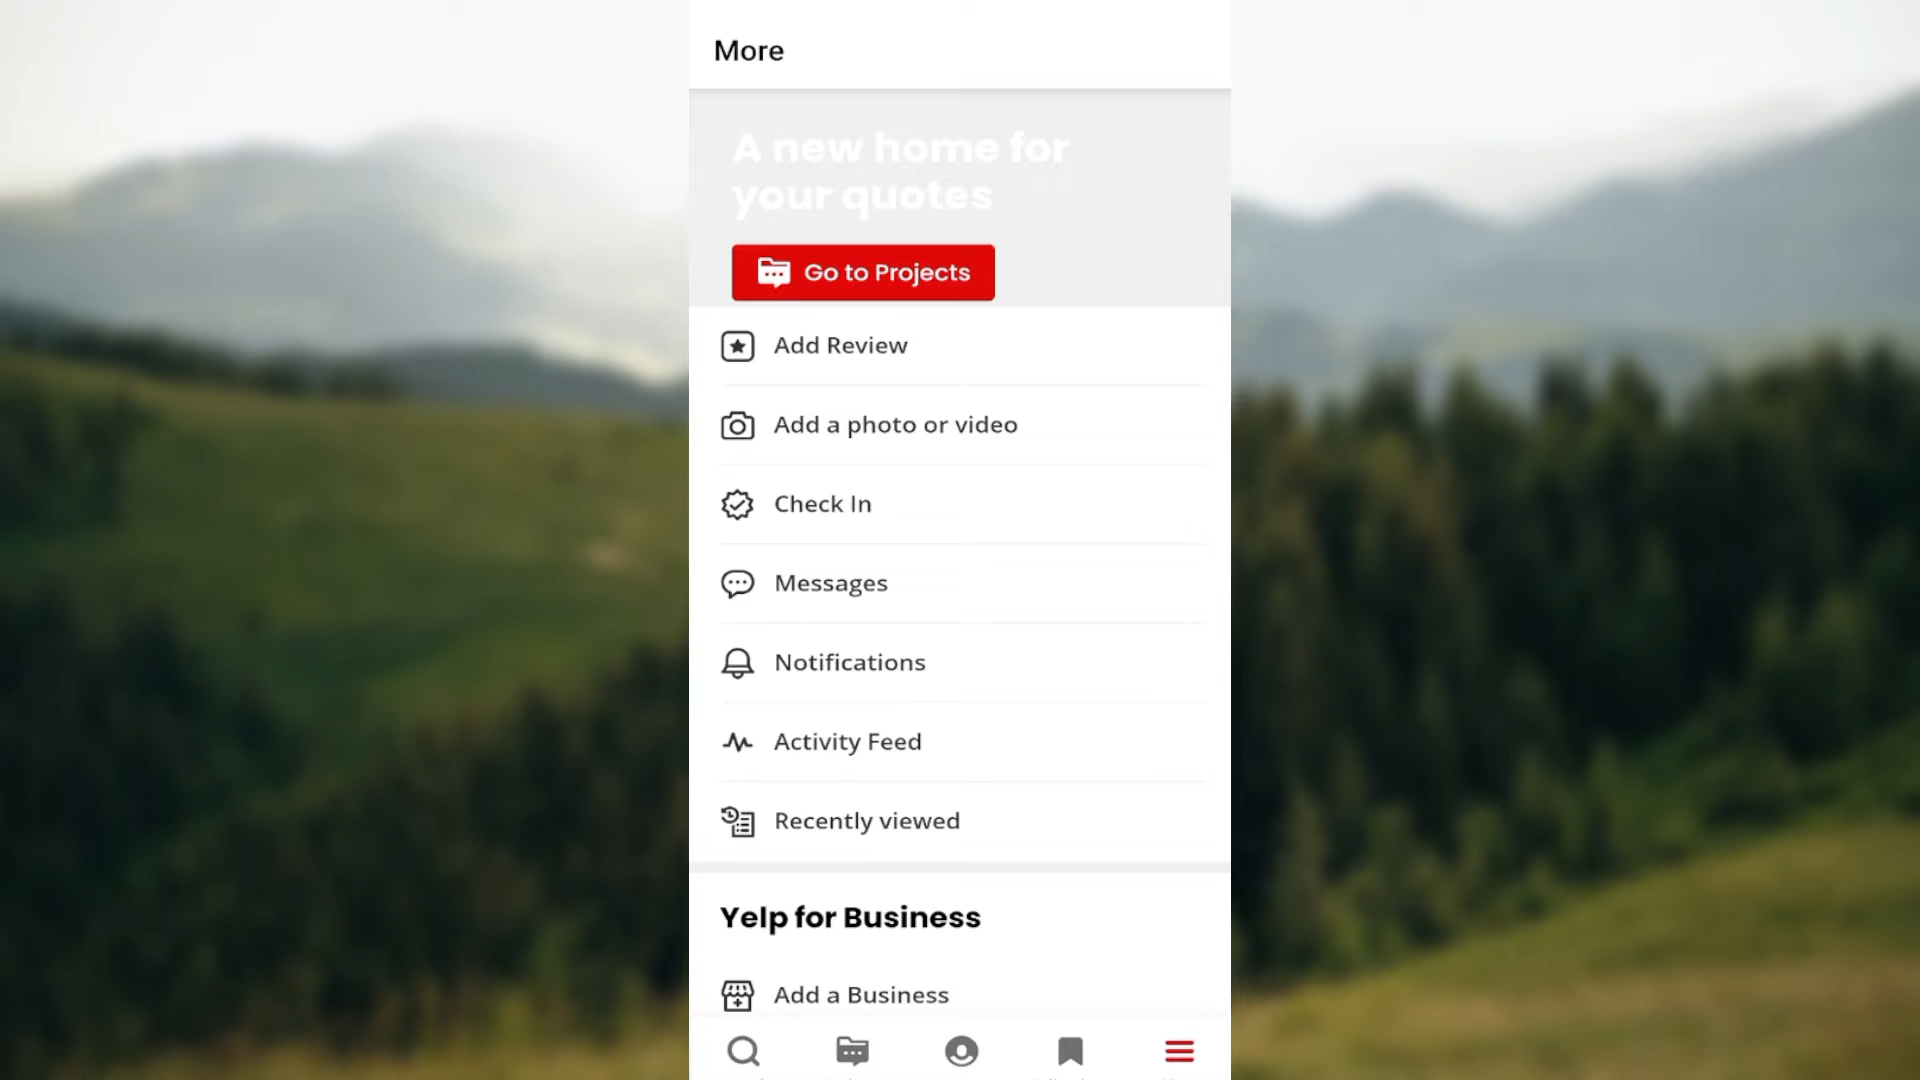 More
A new home for
your quotes
Go to Projects
Add Review
Add a photo or video
Check In
Messages
Notifications
Activity Feed
Recently viewed
Yelp for Business
Add a Business